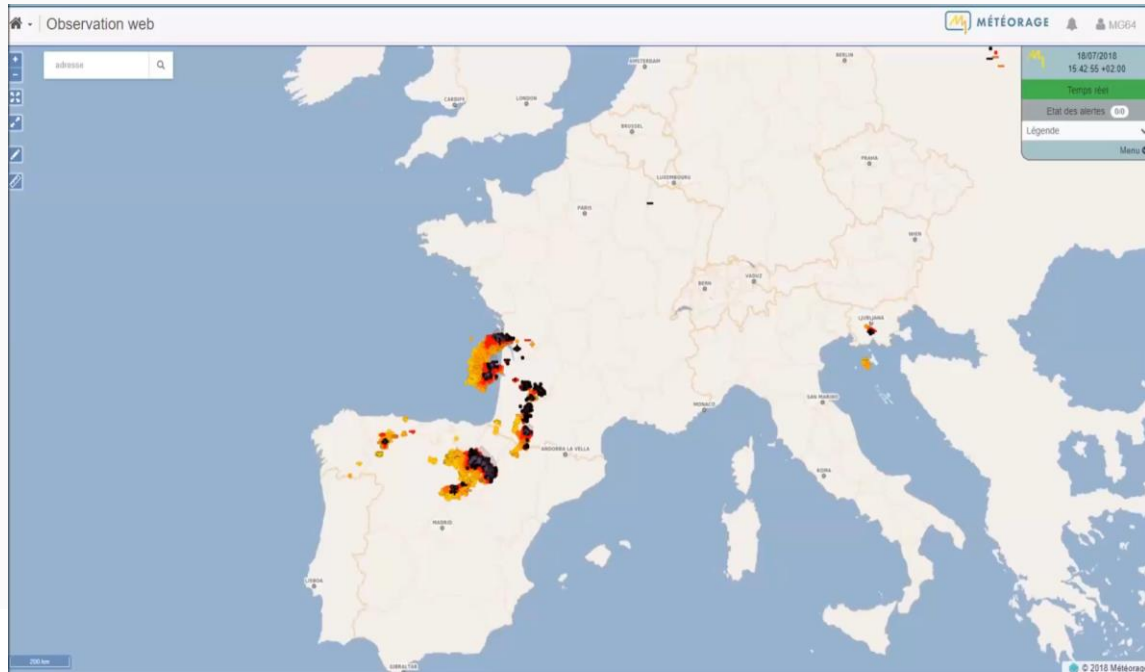 Observation web
MÉTÉORAGE
MG64
+
adresse
-
18/07/2018
15:42:55 +02:00
Temps réel
Etat des alertes 0/0
Légende
Menu
BERLIN
AMSTERDAM
CARDIFF
LONDON
BRUSSEL
PRAHA
LUXEMBOURG
PARIS
WIEN
VADUZ
BERN
LJUBLJANA
SAN MARINO
MONACO
ANDORRA LA VELLA
ROMA
MADRID
LISBOA
GIBRALTAR
200 km
© 2018 Météorage